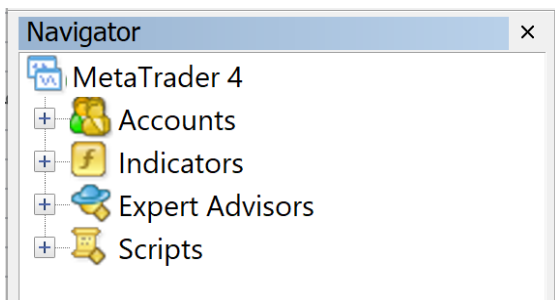 Navigator
MetaTrader 4
Accounts
Indicators
Expert Advisors
Scripts